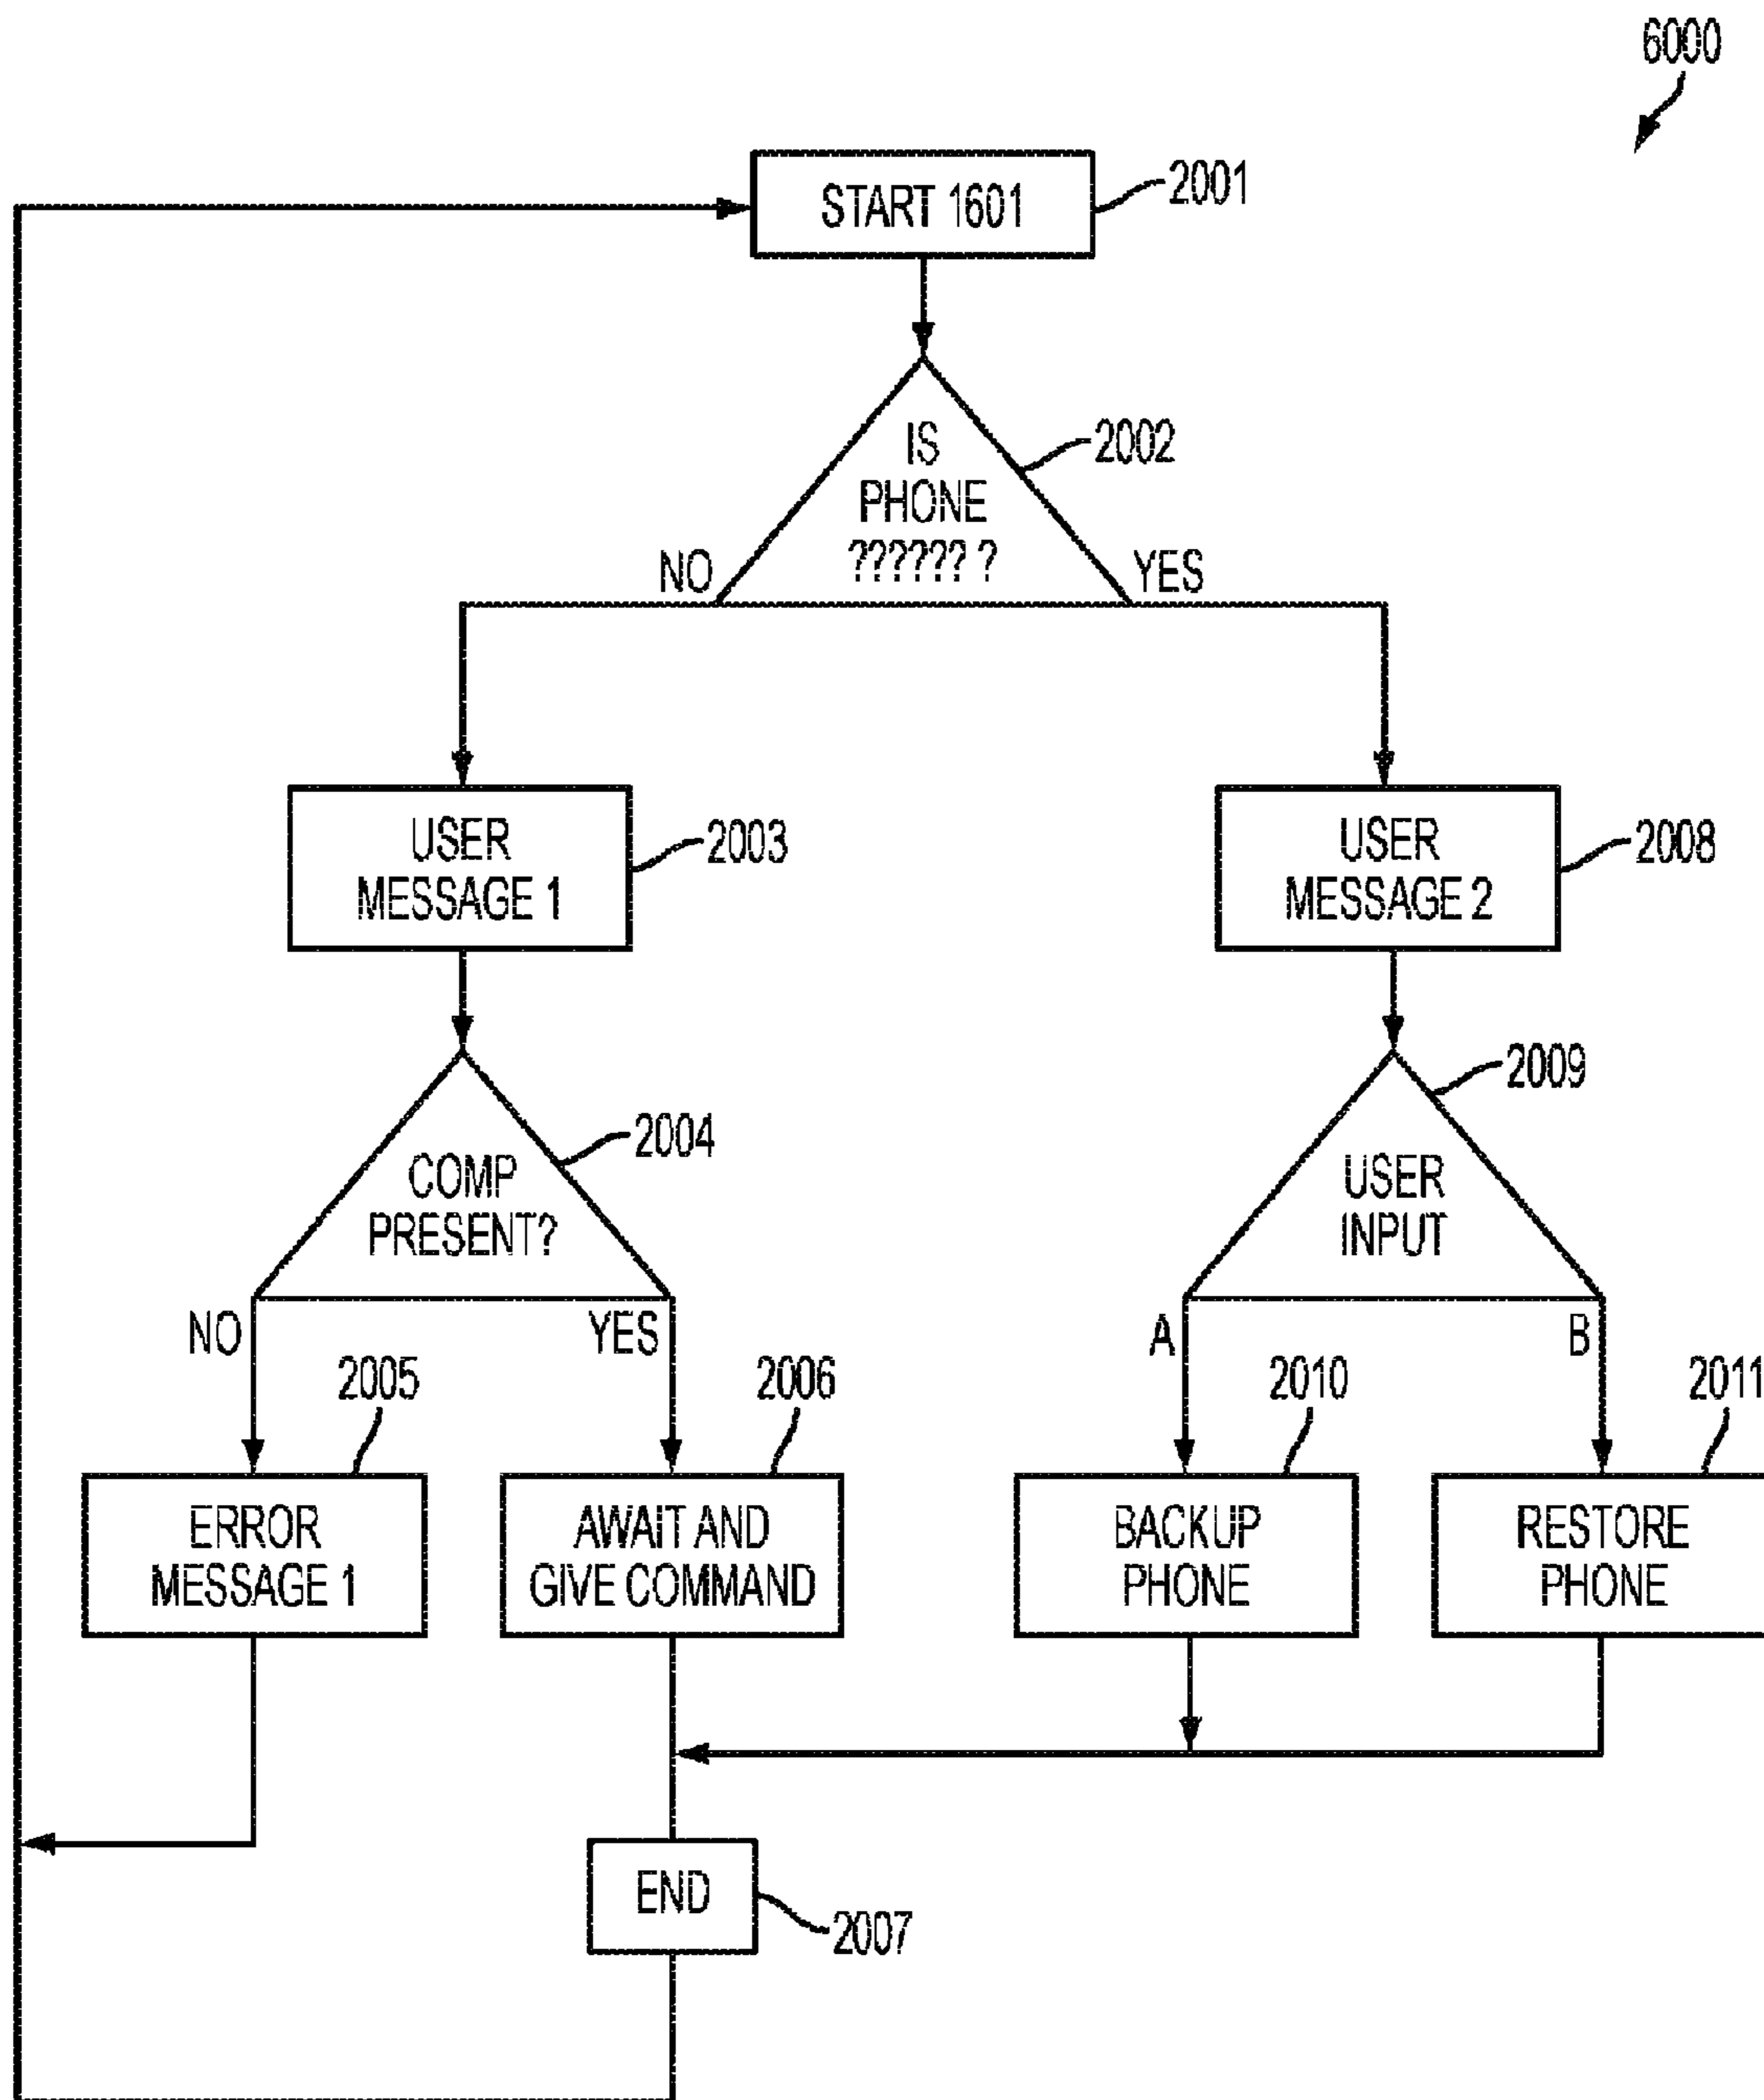 6000
START 1601
2001
IS
PHONE
?????? ?
2002
NO
YES
USER
MESSAGE 1
2003
USER
MESSAGE 2
2008
COMP
PRESENT?
2004
USER
INPUT
2009
NO
YES
A
B
2005
2006
2010
2011
ERROR
MESSAGE 1
AWAIT AND
GIVE COMMAND
BACKUP
PHONE
RESTORE
PHONE
END
2007